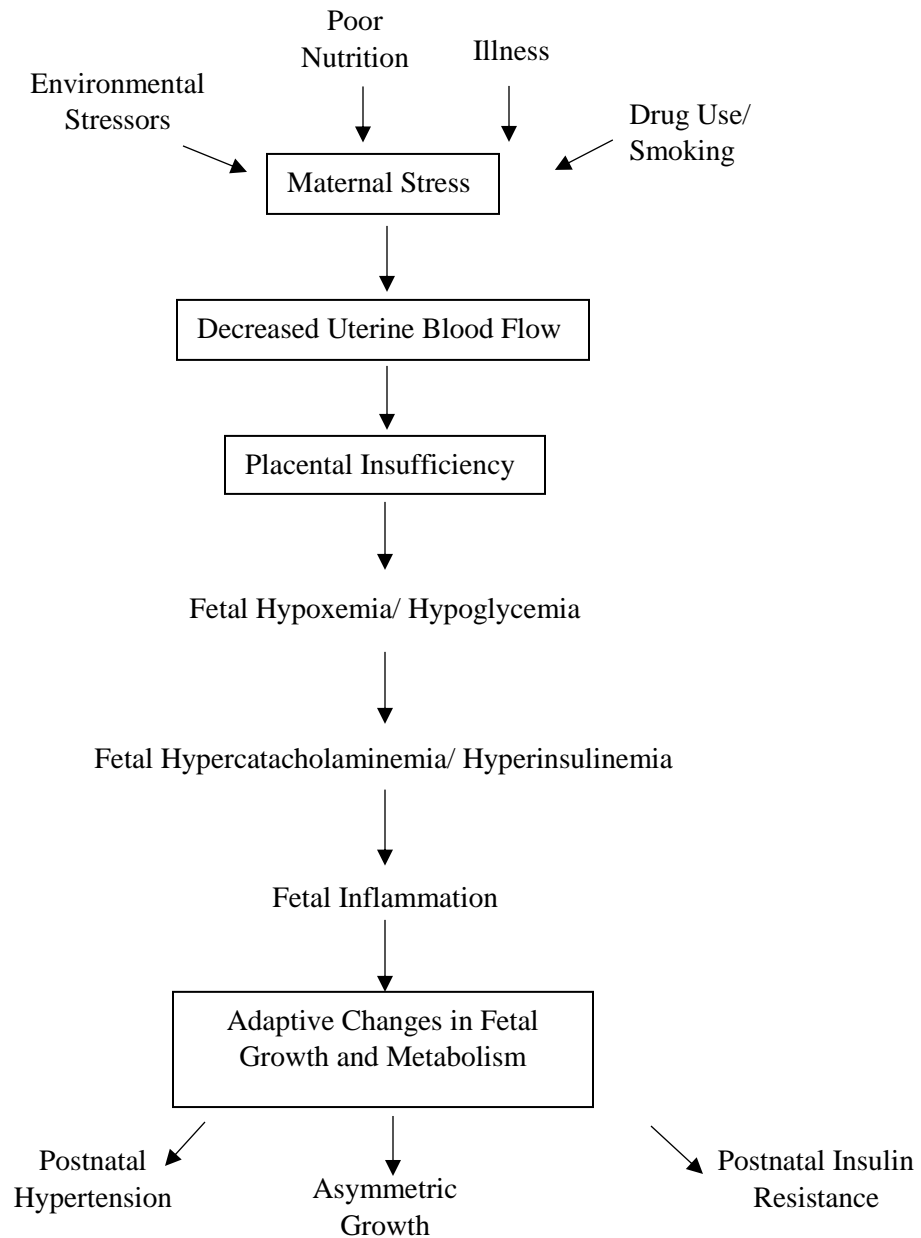 Poor
Nutrition
Illness
Environmental
Stressors
Drug Use/
Smoking
Maternal Stress
Decreased Uterine Blood Flow
Placental Insufficiency
Fetal Hypoxemia/ Hypoglycemia
Fetal Hypercatacholaminemia/ Hyperinsulinemia
Fetal Inflammation
Adaptive Changes in Fetal
Growth and Metabolism
Postnatal
Hypertension
Asymmetric
Growth
Postnatal Insulin
Resistance